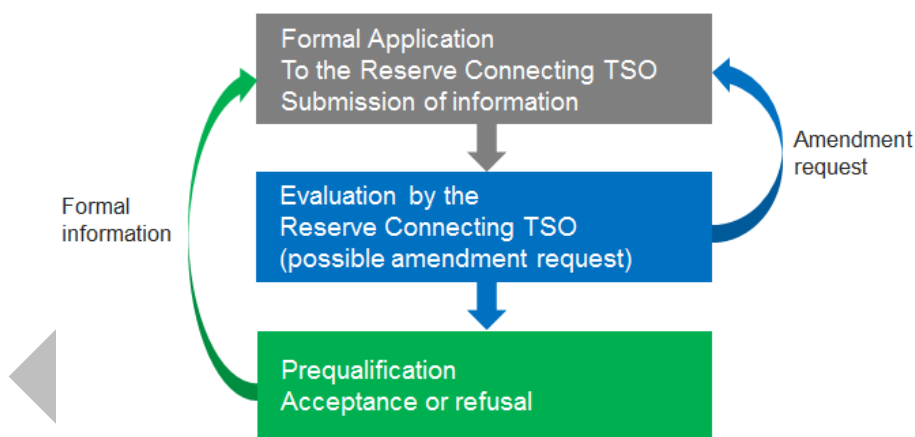 Formal Application
To the Reserve Connecting TSO
Submission of information
Amendment
request
Evaluation by the
Reserve Connecting TSO
(possible amendment request)
Formal
information
Prequalification
Acceptance or refusal